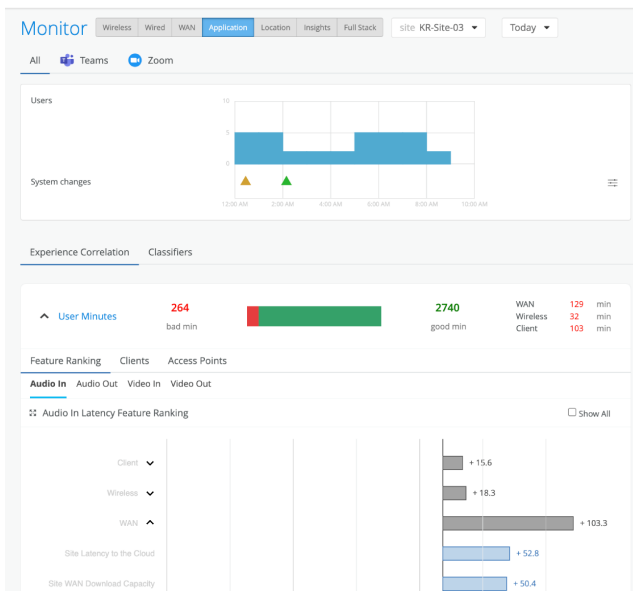 Monitor Wireless Wired WAN Application Location Insights Full Stack site KR-Site-03 Today
All Teams Zoom
Users
10
5
0
System changes
12:00 AM 2:00 AM 4:00 AM 6:00 AM 8:00 AM 10:00 AM
Experience Correlation Classifiers
User Minutes
264
bad min
2740
good min
WAN 129 min
Wireless 32 min
Client 103 min
Feature Ranking Clients Access Points
Audio In Audio Out Video In Video Out
Audio In Latency Feature Ranking Show All
Client + 15.6
Wireless + 18.3
WAN + 103.3
Site Latency to the Cloud + 52.8
Site WAN Download Capacity + 50.4